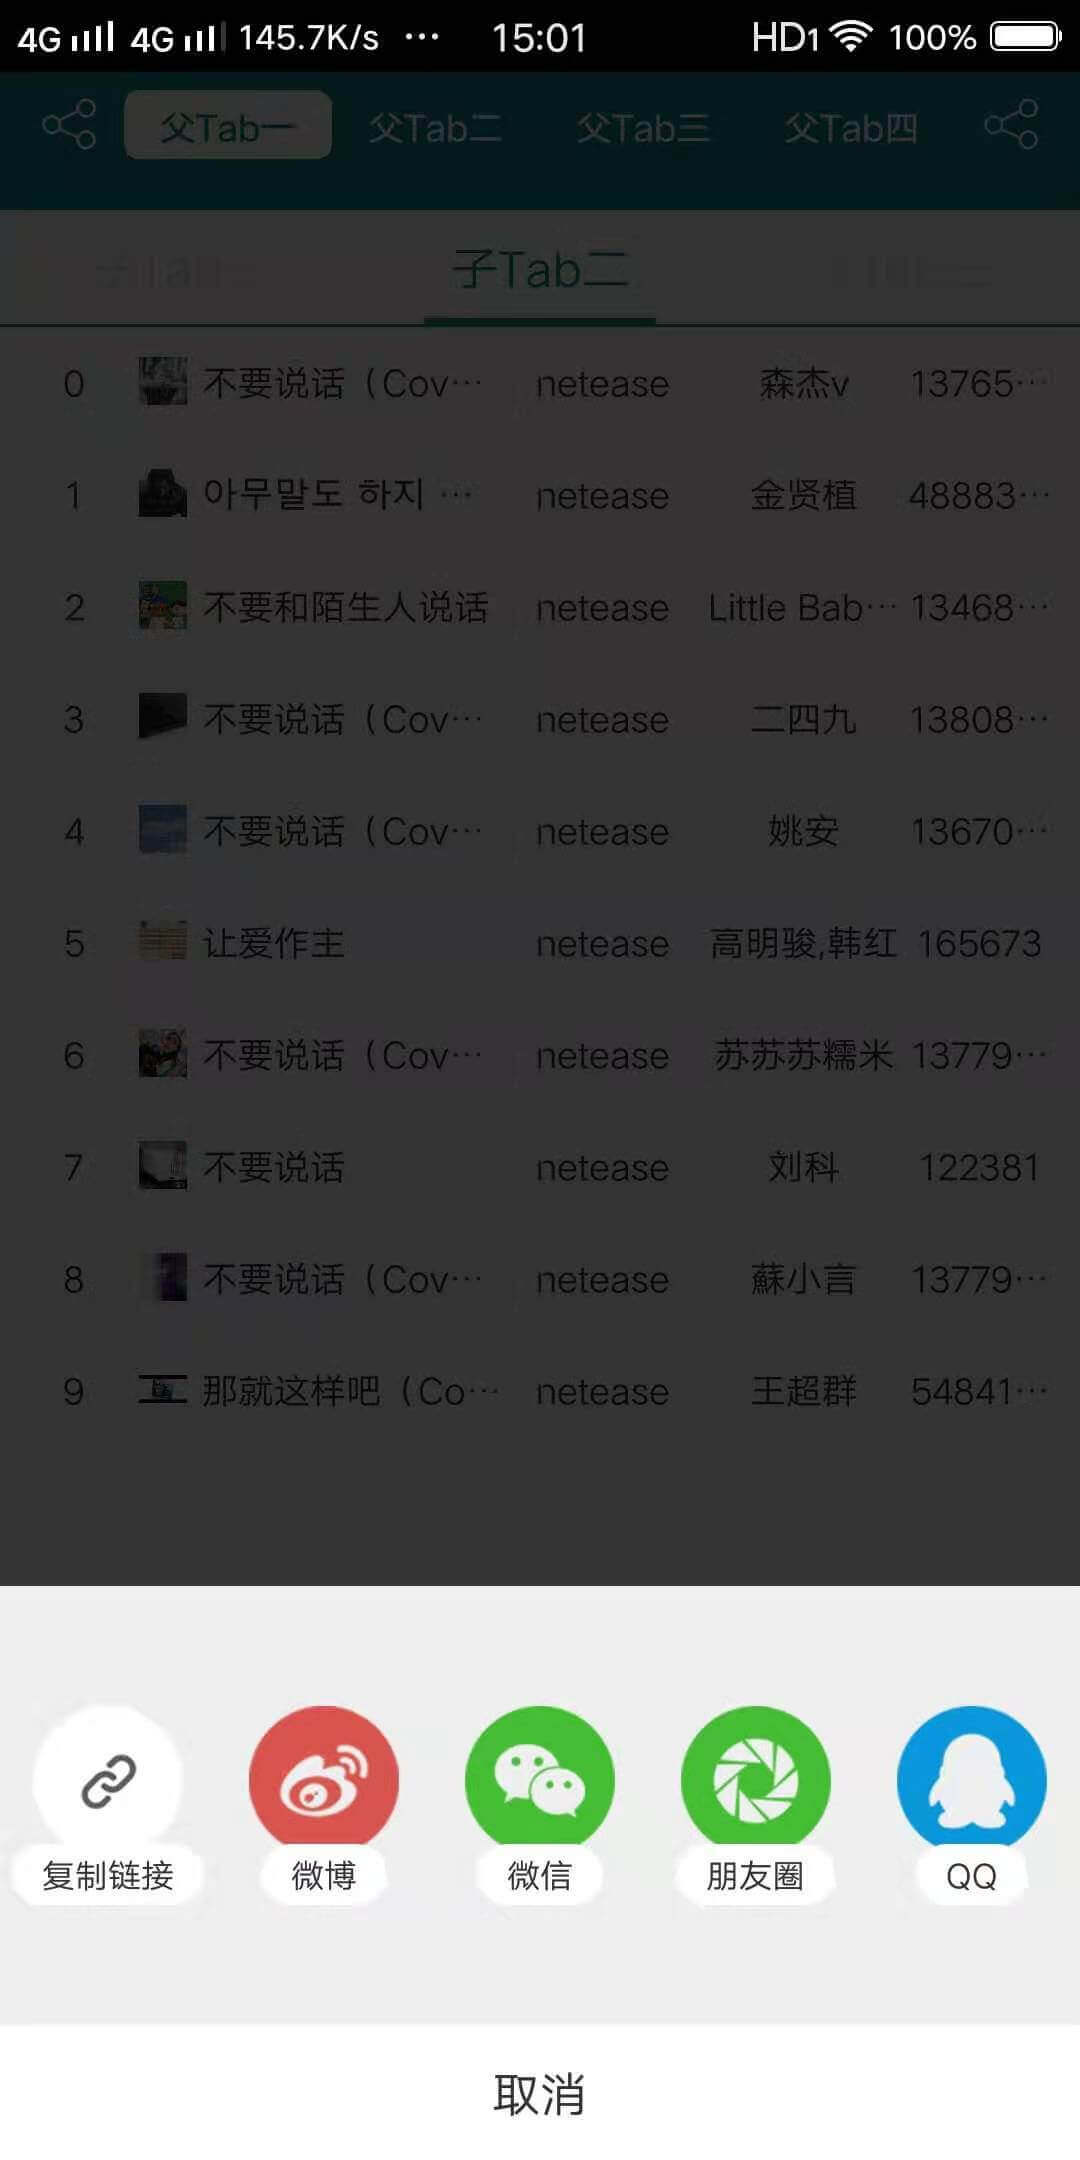 4G 4G 145.7K/s ··· 15:01 HD1 100%
父Tab一 父Tab二 父Tab三 父Tab四
子Tab二
0 不要说话（Cov··· netease 森杰v 13765···
1 아무말도 하지 ··· netease 金贤植 48883···
2 不要和陌生人说话 netease Little Bab··· 13468···
3 不要说话（Cov··· netease 二四九 13808···
4 不要说话（Cov··· netease 姚安 13670···
5 让爱作主 netease 高明骏,韩红 165673
6 不要说话（Cov··· netease 苏苏苏糯米 13779···
7 不要说话 netease 刘科 122381
8 不要说话（Cov··· netease 蘇小言 13779···
9 那就这样吧（Co··· netease 王超群 54841···
复制链接 微博 微信 朋友圈 QQ
取消